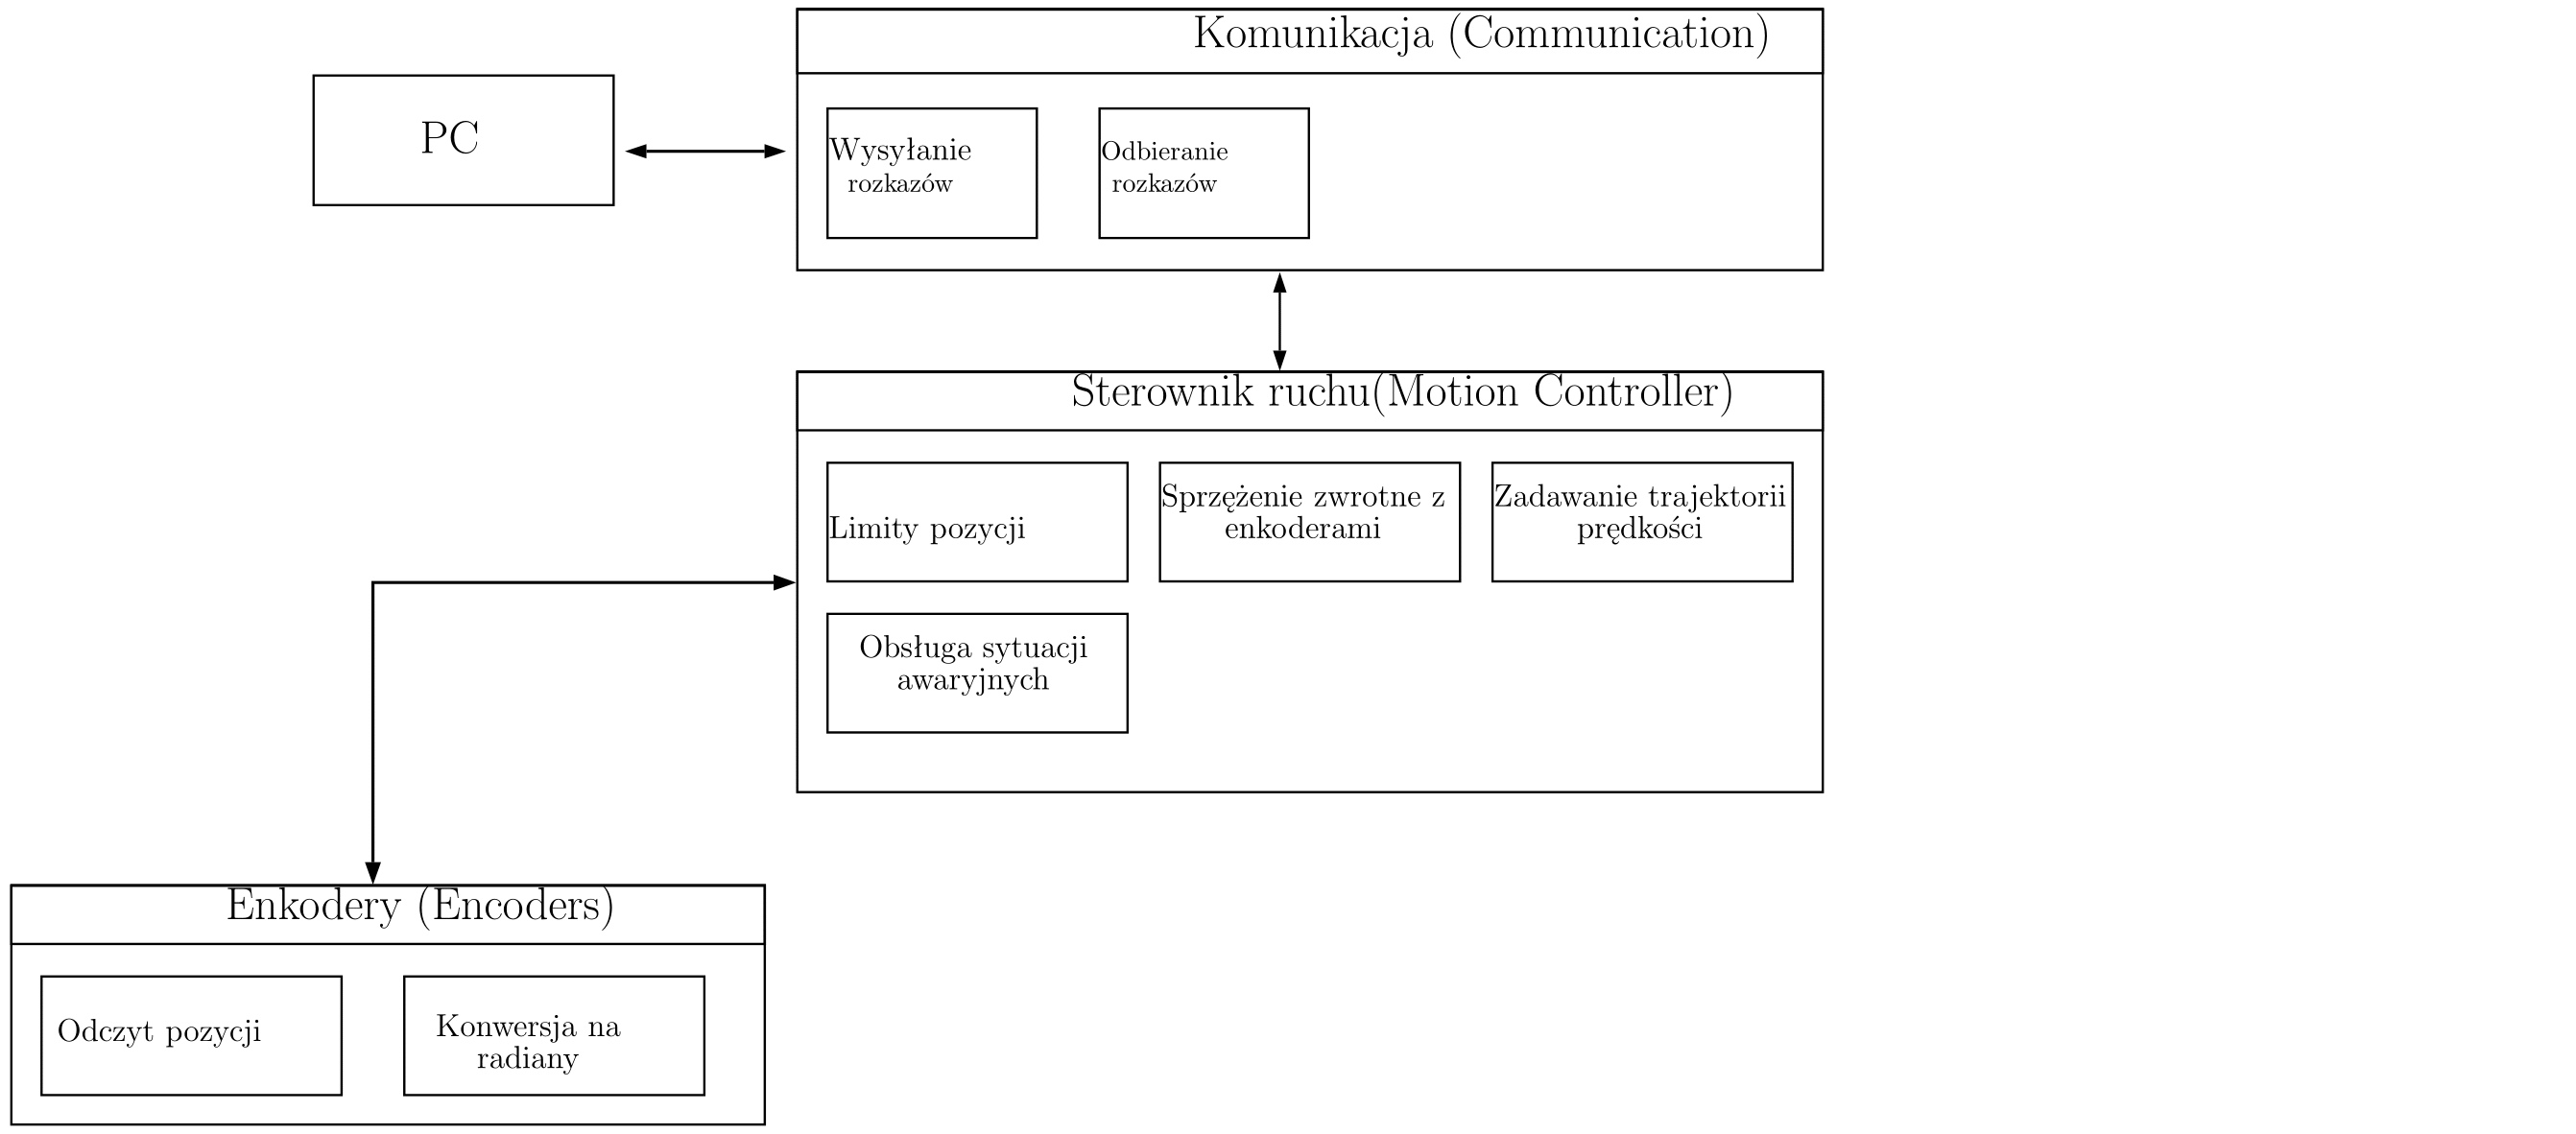 Komunikacja (Communication)
PC
Wysyłanie
rozkazów
Odbieranie
rozkazów
Sterownik ruchu(Motion Controller)
Limity pozycji
Sprzężenie zwrotne z
enkoderami
Zadawanie trajektorii
prędkości
Obsługa sytuacji
awaryjnych
Enkodery (Encoders)
Odczyt pozycji
Konwersja na
radiany